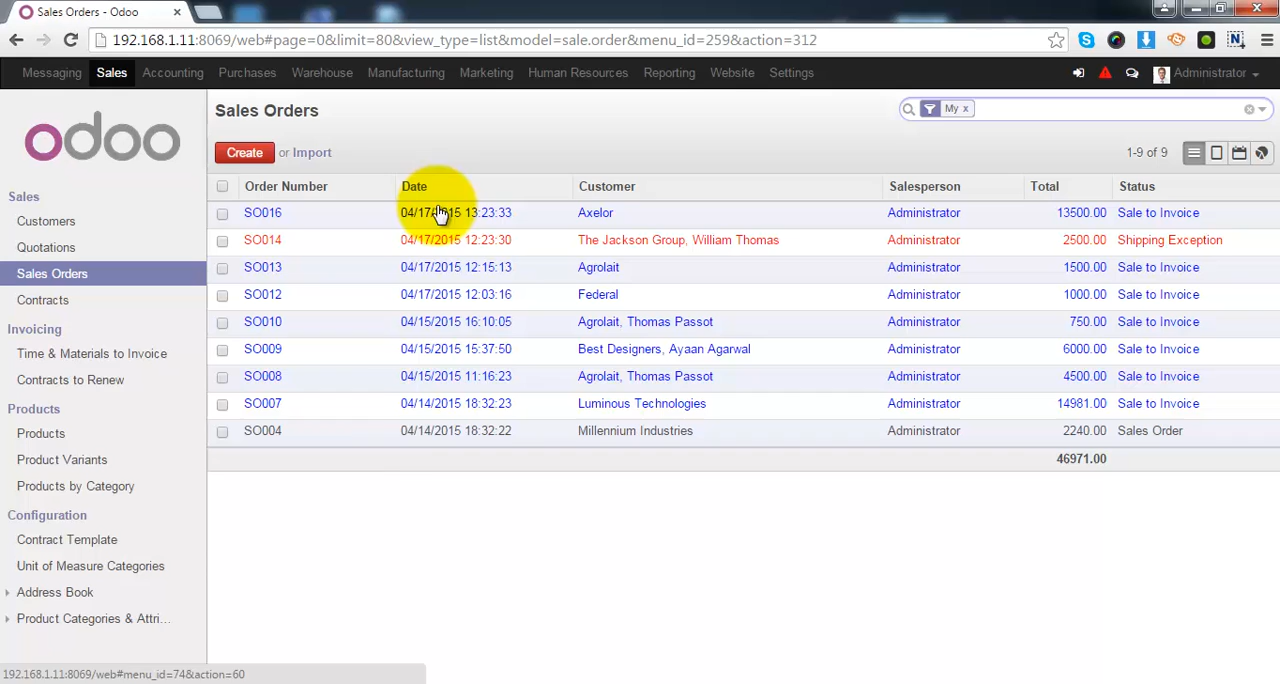 Sales Orders - Odoo
192.168.1.11:8069/web#page=0&limit=80&view_type=list&model=sale.order&menu_id=259&action=312
Messaging Sales Accounting Purchases Warehouse Manufacturing Marketing Human Resources Reporting Website Settings Administrator
odoo
Sales
Customers
Quotations
Sales Orders
Contracts
Invoicing
Time & Materials to Invoice
Contracts to Renew
Products
Products
Product Variants
Products by Category
Configuration
Contract Template
Unit of Measure Categories
Address Book
Product Categories & Attri...
Sales Orders
My x
Create or Import
1-9 of 9
Order Number Date Customer Salesperson Total Status
SO016 04/17/2015 13:23:33 Axelor Administrator 13500.00 Sale to Invoice
SO014 04/17/2015 12:23:30 The Jackson Group, William Thomas Administrator 2500.00 Shipping Exception
SO013 04/17/2015 12:15:13 Agrolait Administrator 1500.00 Sale to Invoice
SO012 04/17/2015 12:03:16 Federal Administrator 1000.00 Sale to Invoice
SO010 04/15/2015 16:10:05 Agrolait, Thomas Passot Administrator 750.00 Sale to Invoice
SO009 04/15/2015 15:37:50 Best Designers, Ayaan Agarwal Administrator 6000.00 Sale to Invoice
SO008 04/15/2015 11:16:23 Agrolait, Thomas Passot Administrator 4500.00 Sale to Invoice
SO007 04/14/2015 18:32:23 Luminous Technologies Administrator 14981.00 Sale to Invoice
SO004 04/14/2015 18:32:22 Millennium Industries Administrator 2240.00 Sales Order
46971.00
192.168.1.11:8069/web#menu_id=74&action=60